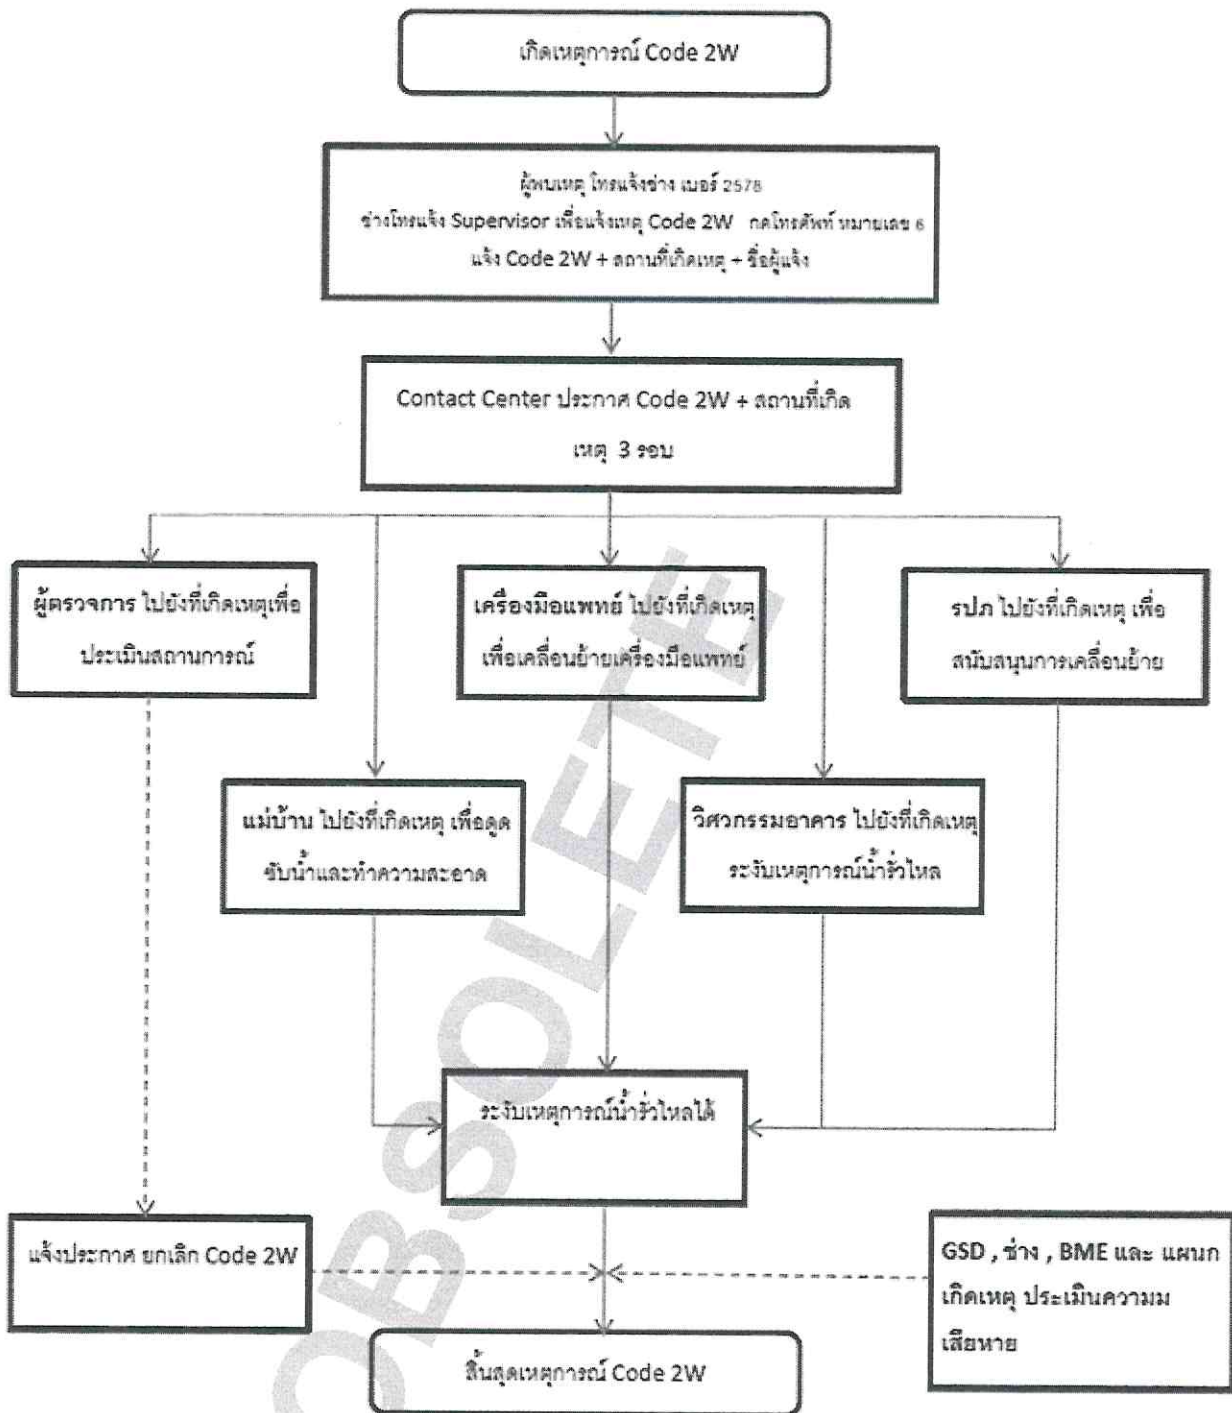 เกิดเหตุการณ์ Code 2W
ผู้พบเหตุ โทรแจ้งช่าง เบอร์ 2578
ช่างโทรแจ้ง Supervisor เพื่อแจ้งเหตุ Code 2W กดโทรศัพท์ หมายเลข 6
แจ้ง Code 2W + สถานที่เกิดเหตุ + ชื่อผู้แจ้ง
Contact Center ประกาศ Code 2W + สถานที่เกิด
เหตุ 3 รอบ
ผู้ตรวจการ ไปยังที่เกิดเหตุเพื่อ
ประเมินสถานการณ์
เครื่องมือแพทย์ ไปยังที่เกิดเหตุ
เพื่อเคลื่อนย้ายเครื่องมือแพทย์
รปภ ไปยังที่เกิดเหตุ เพื่อ
สนับสนุนการเคลื่อนย้าย
แม่บ้าน ไปยังที่เกิดเหตุ เพื่อดูด
ซับน้ำและทำความสะอาด
วิศวกรรมอาคาร ไปยังที่เกิดเหตุ
ระงับเหตุการณ์น้ำรั่วไหล
ระงับเหตุการณ์น้ำรั่วไหลได้
แจ้งประกาศ ยกเลิก Code 2W
GSD , ช่าง , BME และ แผนก
เกิดเหตุ ประเมินความม
เสียหาย
สิ้นสุดเหตุการณ์ Code 2W
OBSOLETE